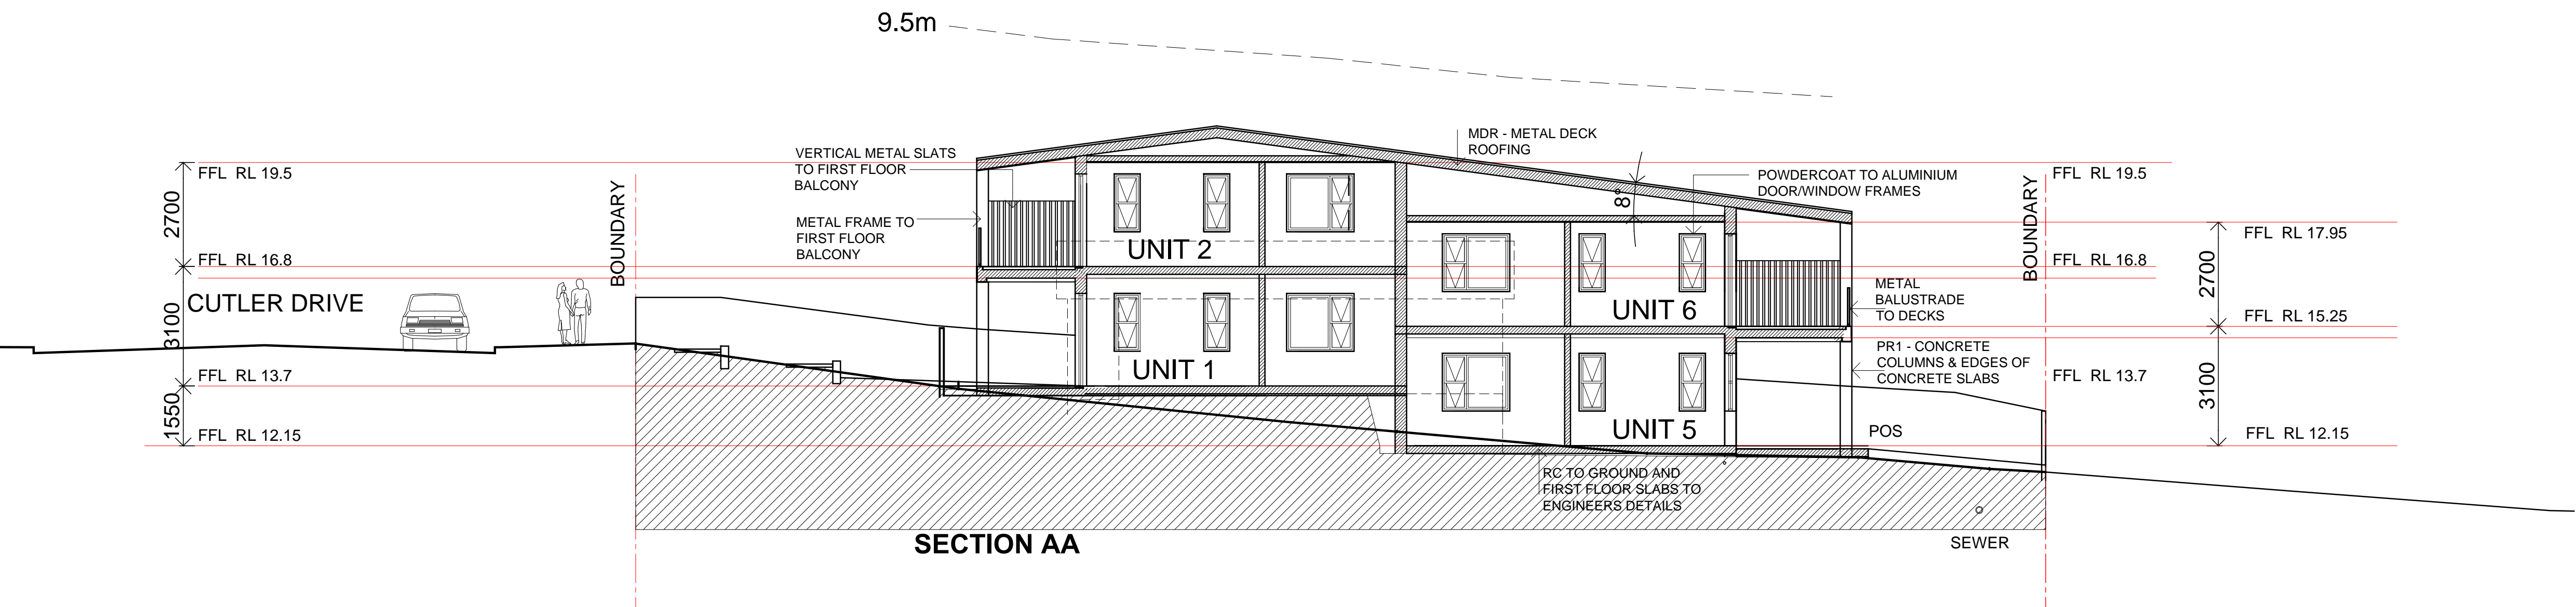 9.5m
VERTICAL METAL SLATS
TO FIRST FLOOR
BALCONY
MDR - METAL DECK
ROOFING
POWDERCOAT TO ALUMINIUM
DOOR/WINDOW FRAMES
8°
FFL RL 19.5
FFL RL 19.5
2700
BOUNDARY
BOUNDARY
METAL FRAME TO
FIRST FLOOR
BALCONY
UNIT 2
FFL RL 17.95
FFL RL 16.8
FFL RL 16.8
2700
CUTLER DRIVE
3100
UNIT 6
METAL
BALUSTRADE
TO DECKS
FFL RL 15.25
UNIT 1
PR1 - CONCRETE
COLUMNS & EDGES OF
CONCRETE SLABS
FFL RL 13.7
FFL RL 13.7
3100
1550
FFL RL 12.15
UNIT 5
POS
FFL RL 12.15
RC TO GROUND AND
FIRST FLOOR SLABS TO
ENGINEERS DETAILS
SECTION AA
SEWER